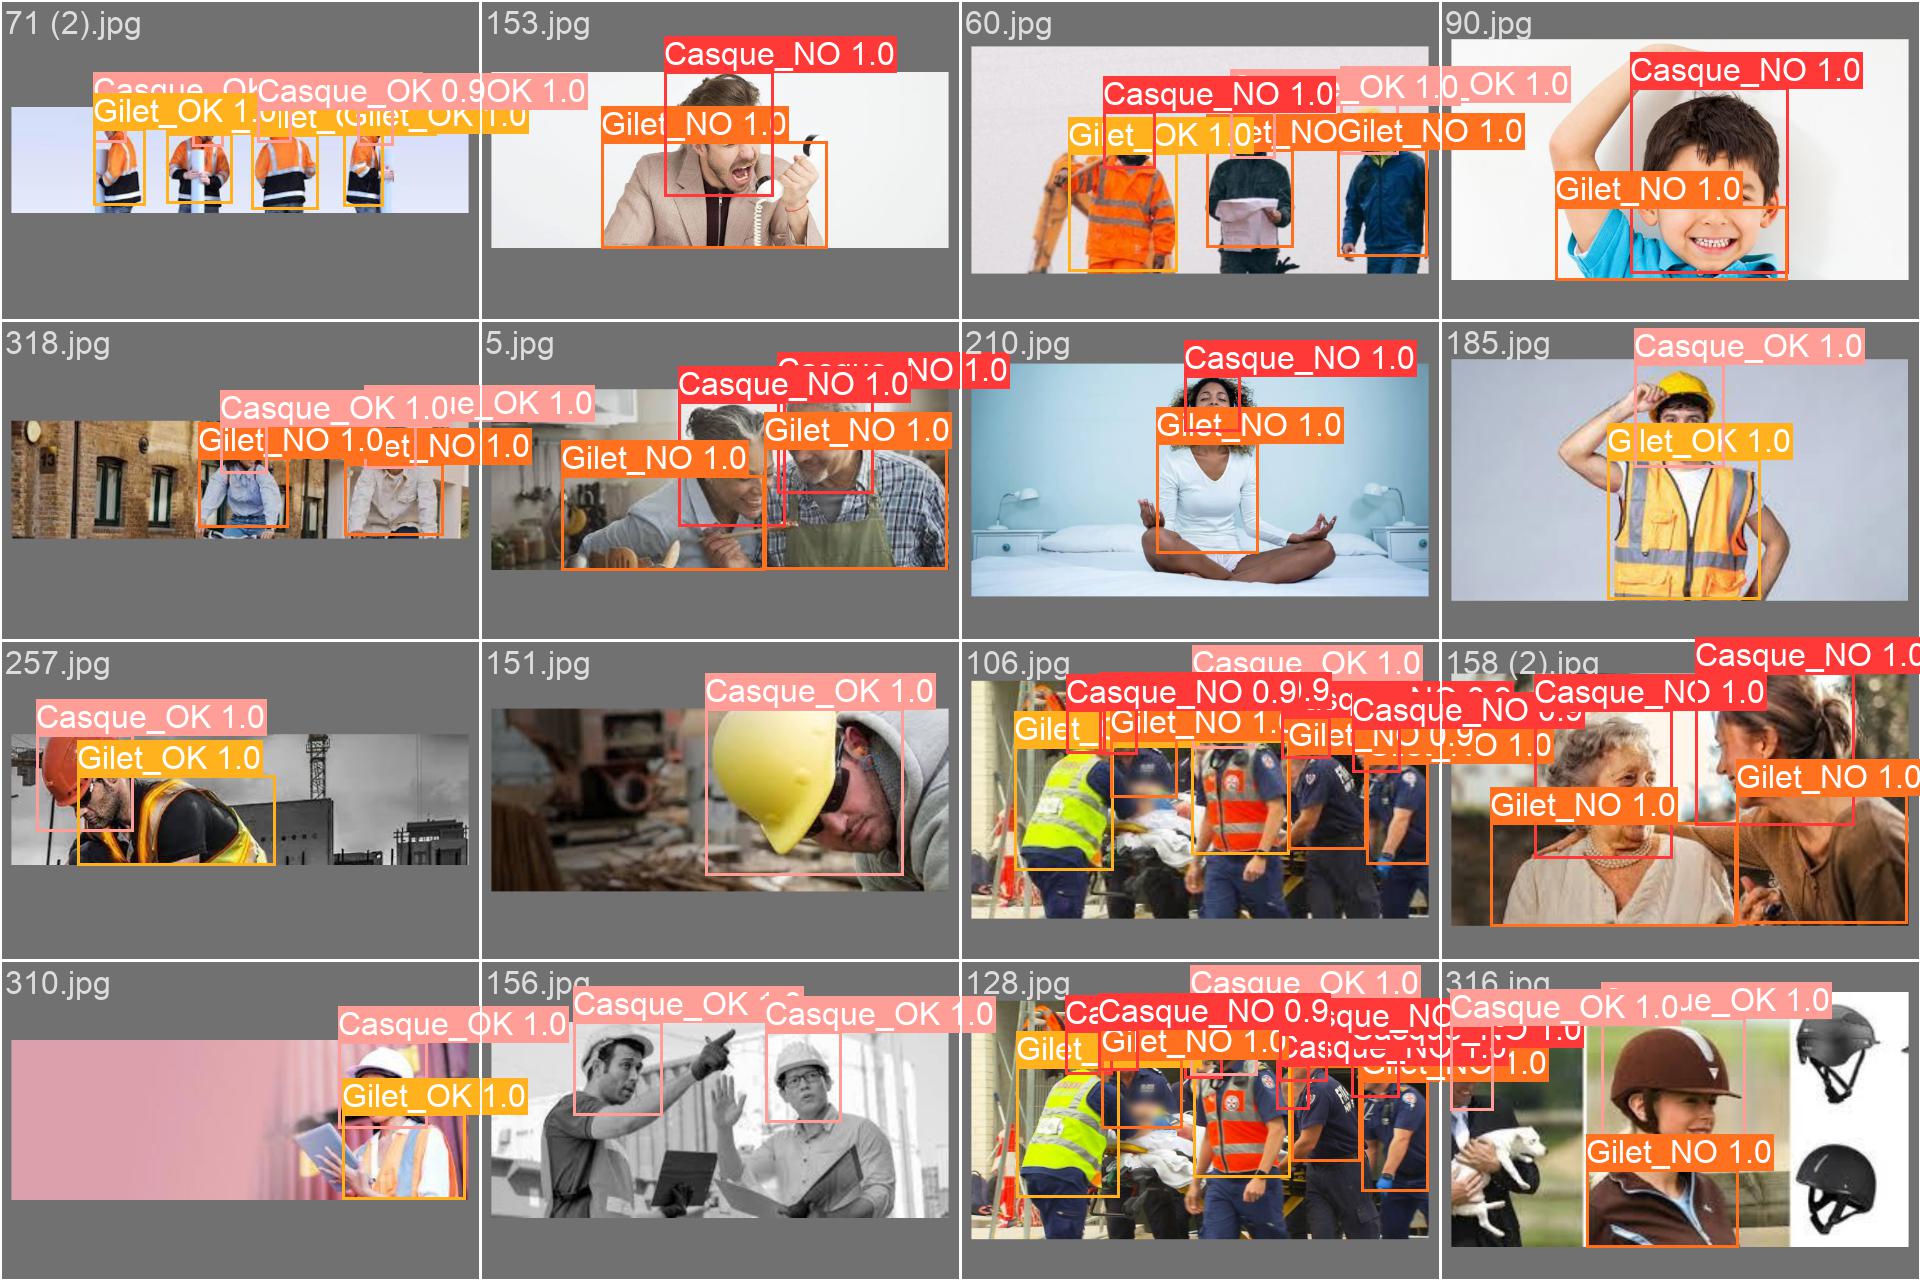 71 (2).jpg
Casque_OK
Casque_OK 0.9
OK 1.0
Gilet_OK 1.0
Gilet_OK 1.0
153.jpg
Casque_NO 1.0
Gilet_NO 1.0
60.jpg
Casque_NO 1.0
_OK 1.0
_OK 1.0
Gilet_OK 1.0
et_NO
Gilet_NO 1.0
90.jpg
Casque_NO 1.0
Gilet_NO 1.0
318.jpg
Casque_OK 1.0
ue_OK 1.0
Gilet_NO 1.0
et_NO 1.0
5.jpg
Casque_NO 1.0
NO 1.0
Gilet_NO 1.0
Gilet_NO 1.0
210.jpg
Casque_NO 1.0
Gilet_NO 1.0
185.jpg
Casque_OK 1.0
Gilet_OK 1.0
257.jpg
Casque_OK 1.0
Gilet_OK 1.0
151.jpg
Casque_OK 1.0
106.jpg
Casque_OK 1.0
Casque_NO 0.9
Casque_NO 0.9
Gilet_
Gilet_NO 1.0
Gilet_NO 0.9
O 1.0
158 (2).jpg
Casque_NO 1.0
Casque_NO 1.0
Gilet_NO 1.0
Gilet_NO 1.0
310.jpg
Casque_OK 1.0
Gilet_OK 1.0
156.jpg
Casque_OK 1.0
Casque_OK 1.0
128.jpg
Casque_OK 1.0
Casque_NO 0.9
sque_NO
Gilet_
Gilet_NO 1.0
Casque_NO 1.0
Gilet_NO 1.0
316.jpg
Casque_OK 1.0
ue_OK 1.0
Gilet_NO 1.0